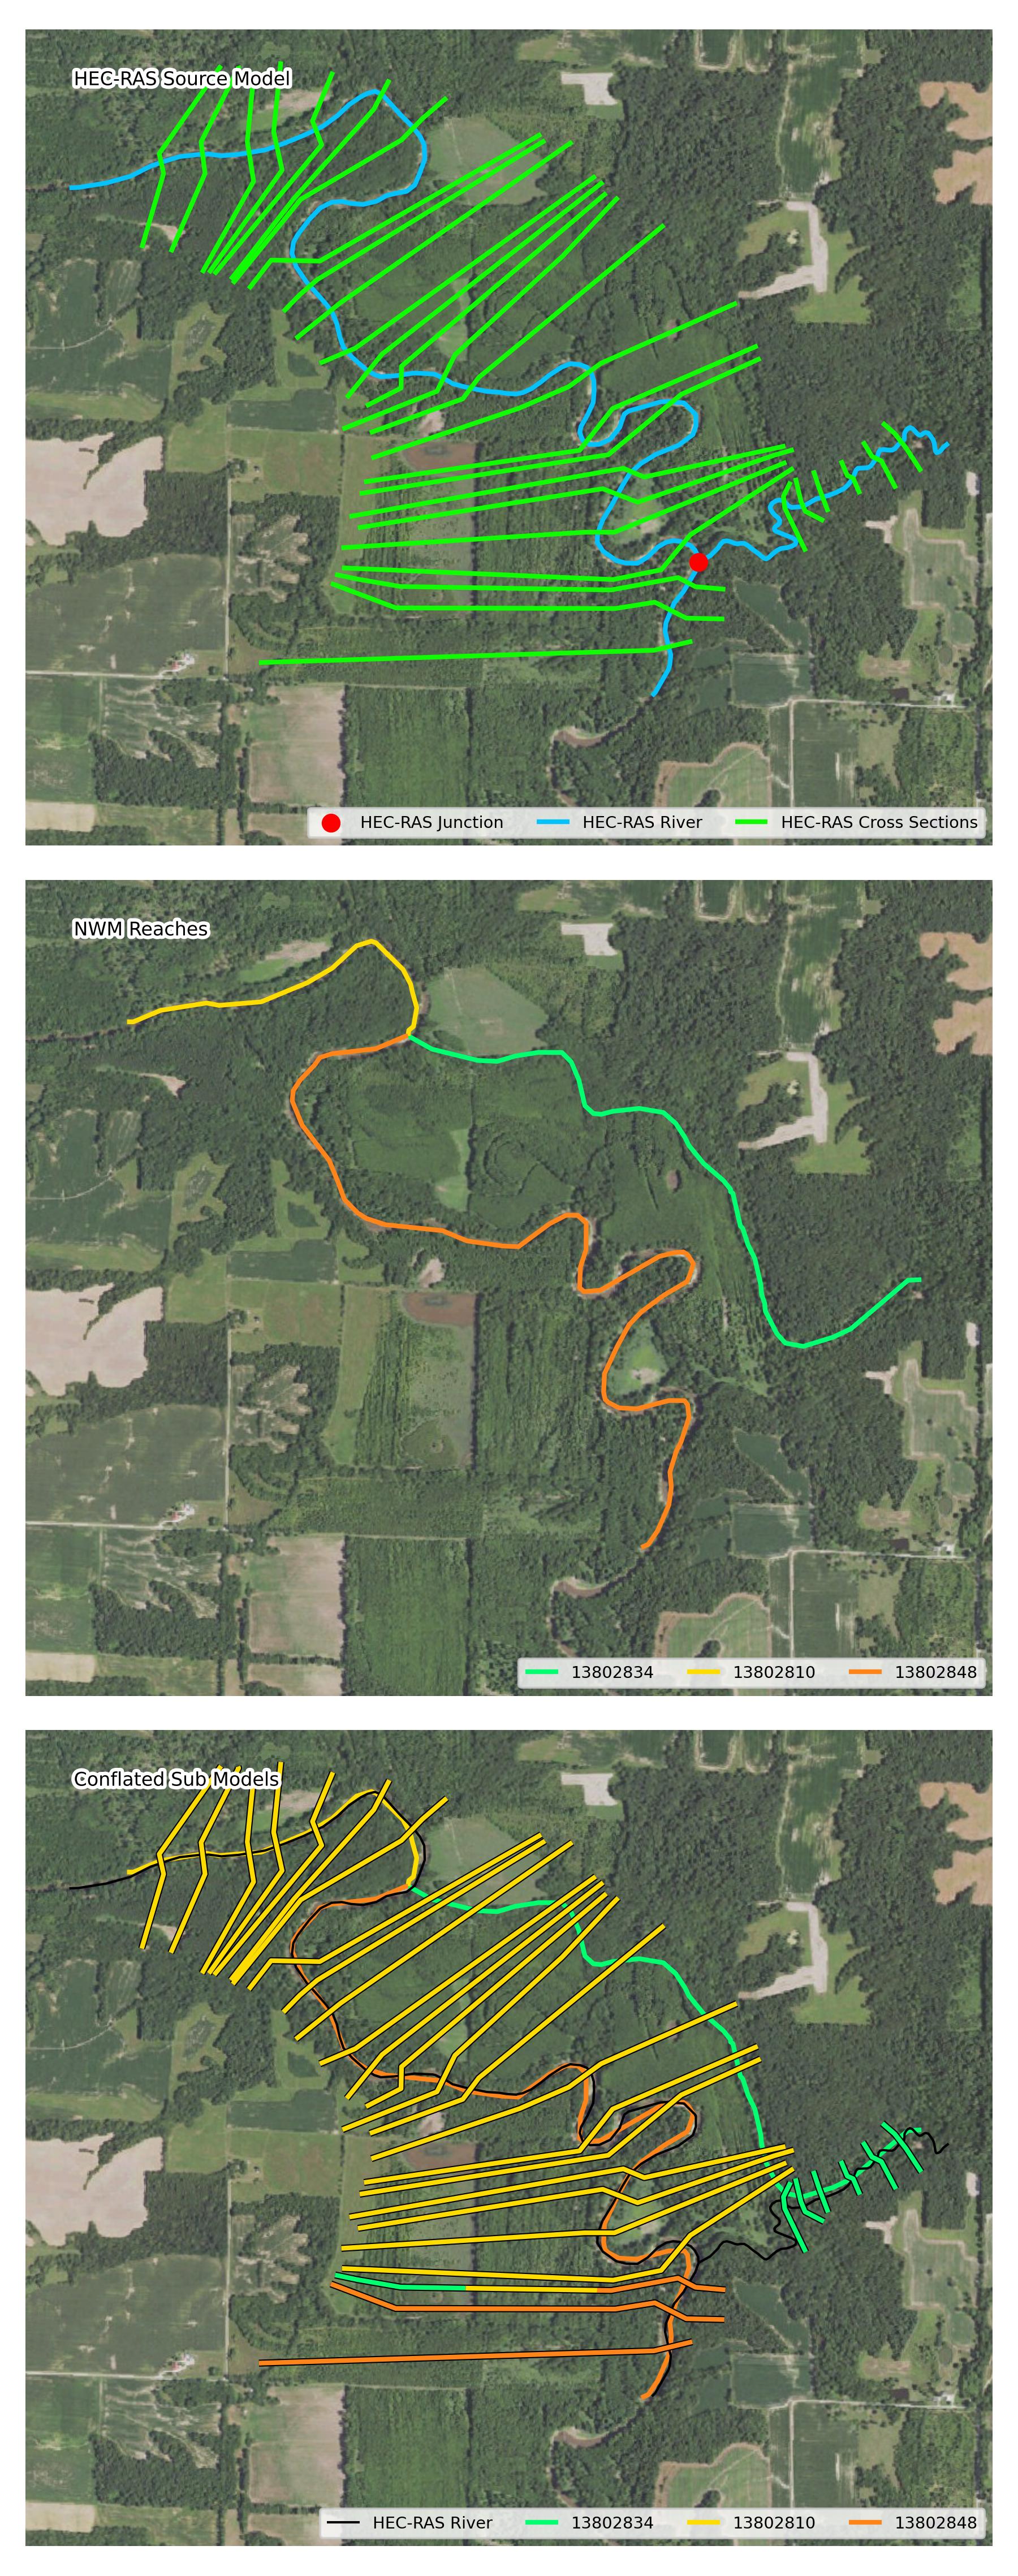 HEC-RAS Source Model
HEC-RAS Junction HEC-RAS River HEC-RAS Cross Sections
NWM Reaches
13802834 13802810 13802848
Conflated Sub Models
HEC-RAS River 13802834 13802810 13802848